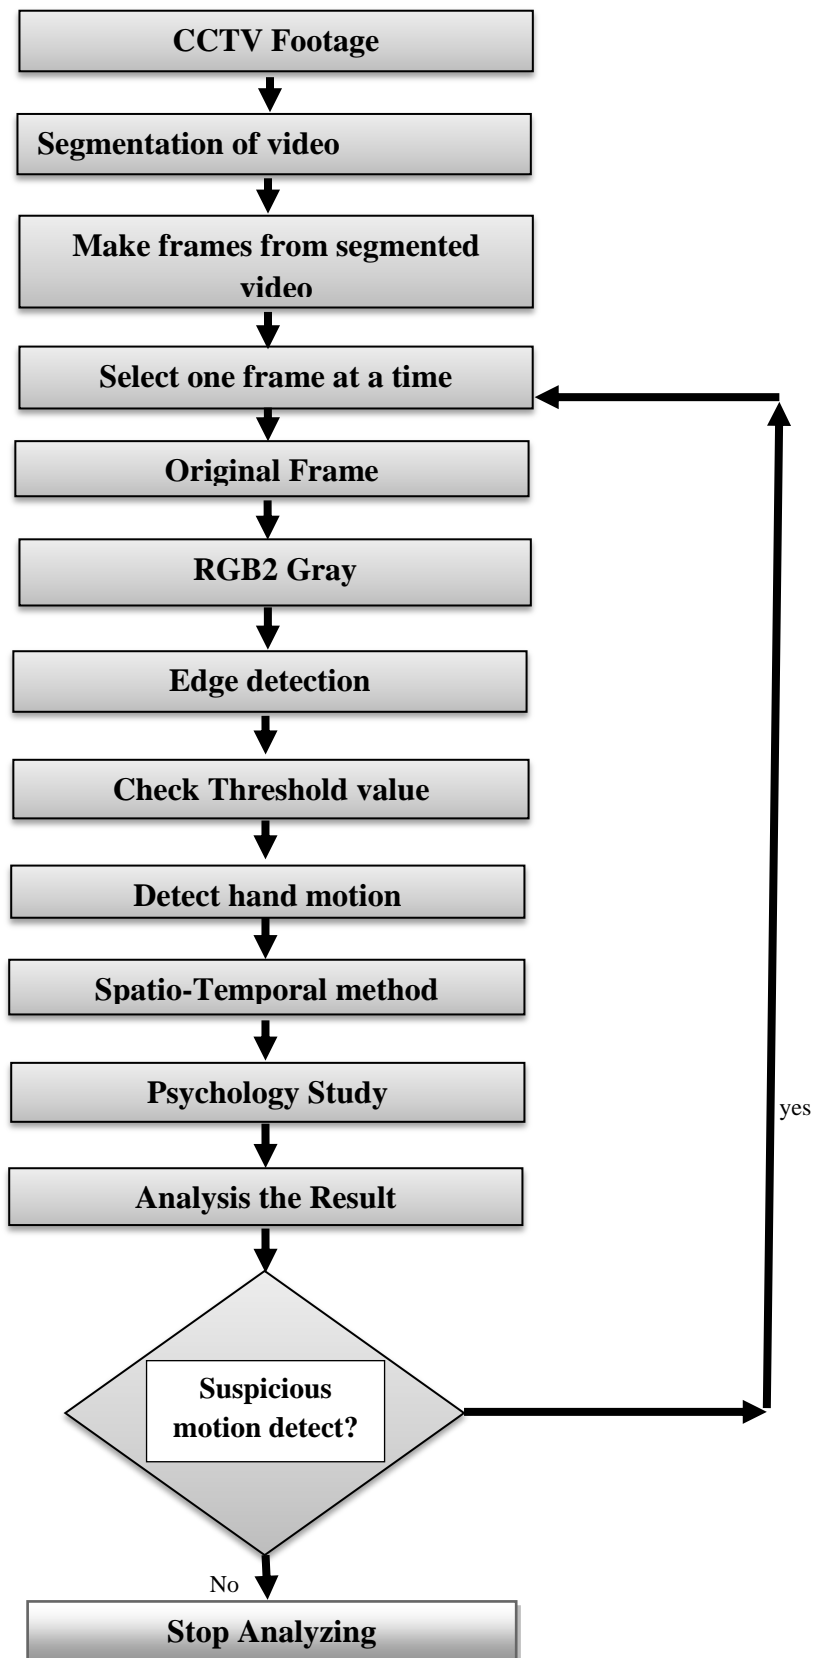 CCTV Footage
Segmentation of video
Make frames from segmented
video
Select one frame at a time
Original Frame
RGB2 Gray
Edge detection
Check Threshold value
Detect hand motion
Spatio-Temporal method
Psychology Study
yes
Analysis the Result
Suspicious
motion detect?
No
Stop Analyzing